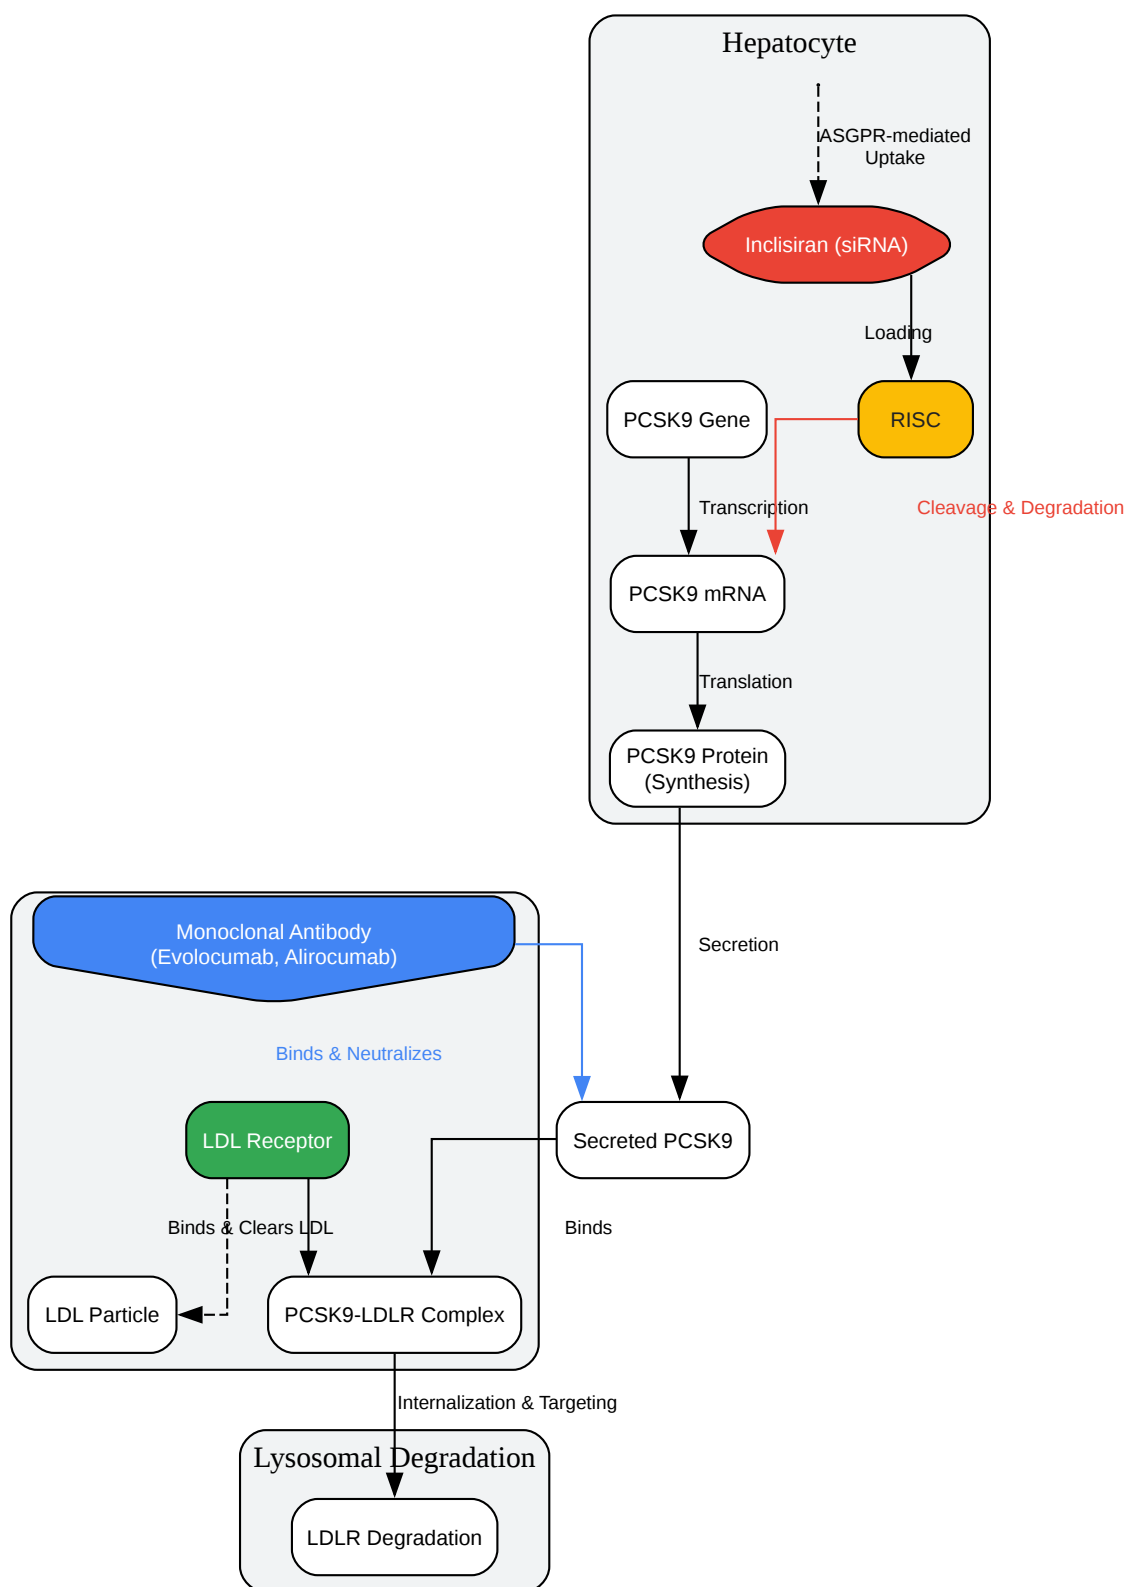 Hepatocyte
ASGPR-mediated
Uptake
Inclisiran (siRNA)
Loading
PCSK9 Gene
RISC
Transcription
Cleavage & Degradation
PCSK9 mRNA
Translation
PCSK9 Protein
(Synthesis)
Monoclonal Antibody
(Evolocumab, Alirocumab)
Secretion
Binds & Neutralizes
LDL Receptor
Secreted PCSK9
Binds & Clears LDL
Binds
LDL Particle
PCSK9-LDLR Complex
Internalization & Targeting
Lysosomal Degradation
LDLR Degradation